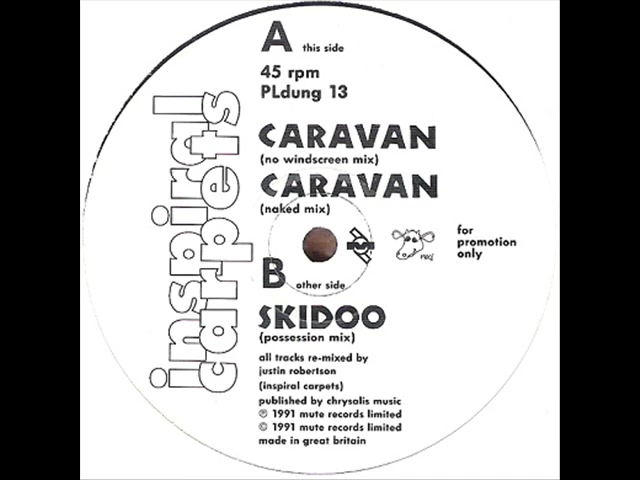 A this side
45 rpm
PLdung 13
inspiral
carpets
CARAVAN
(no windscreen mix)
CARAVAN
(naked mix)
for
promotion
only
B other side
SKIDOO
(possession mix)
all tracks re-mixed by
justin robertson
(inspiral carpets)
published by chrysalis music
℗ 1991 mute records limited
© 1991 mute records limited
made in great britain